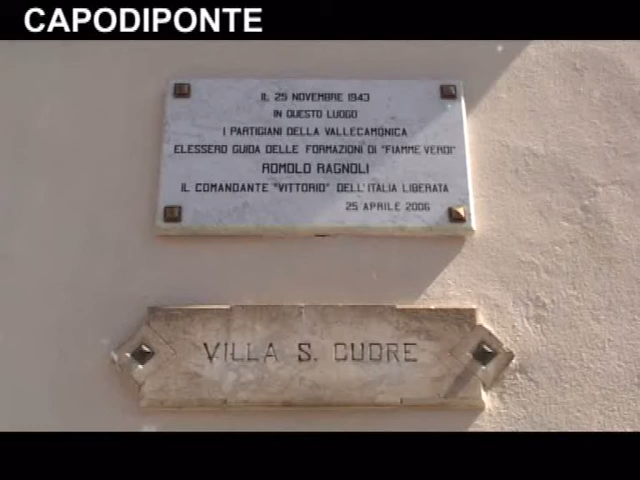 CAPODIPONTE
IL 25 NOVEMBRE 1943
IN QUESTO LUOGO
I PARTIGIANI DELLA VALLECAMONICA
ELESSERO GUIDA DELLE FORMAZIONI DI "FIAMME VERDI"
ROMOLO RAGNOLI
IL COMANDANTE "VITTORIO" DELL'ITALIA LIBERATA
25 APRILE 2006
VILLA S. CUORE